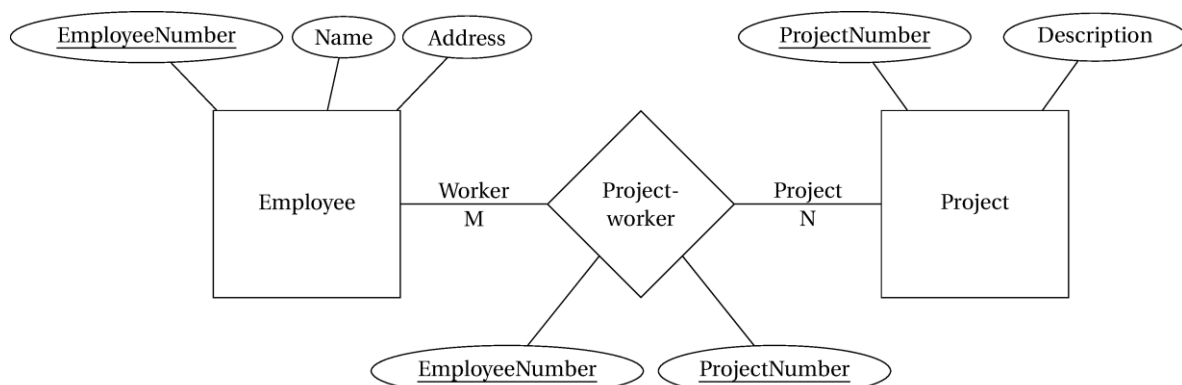 EmployeeNumber
Name
Address
ProjectNumber
Description
Employee
Worker
M
Project-
worker
Project
N
Project
EmployeeNumber
ProjectNumber